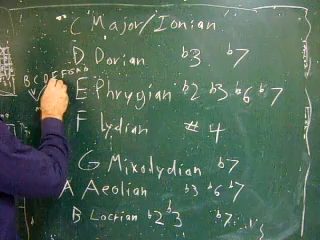 C Major/Ionian
D Dorian ♭3 ♭7
E Phrygian ♭2 ♭3 ♭6 ♭7
F Lydian #4
G Mixolydian ♭7
A Aeolian ♭3 ♭6 ♭7
B Locrian ♭2 ♭3 ♭7
B C D E F G A B